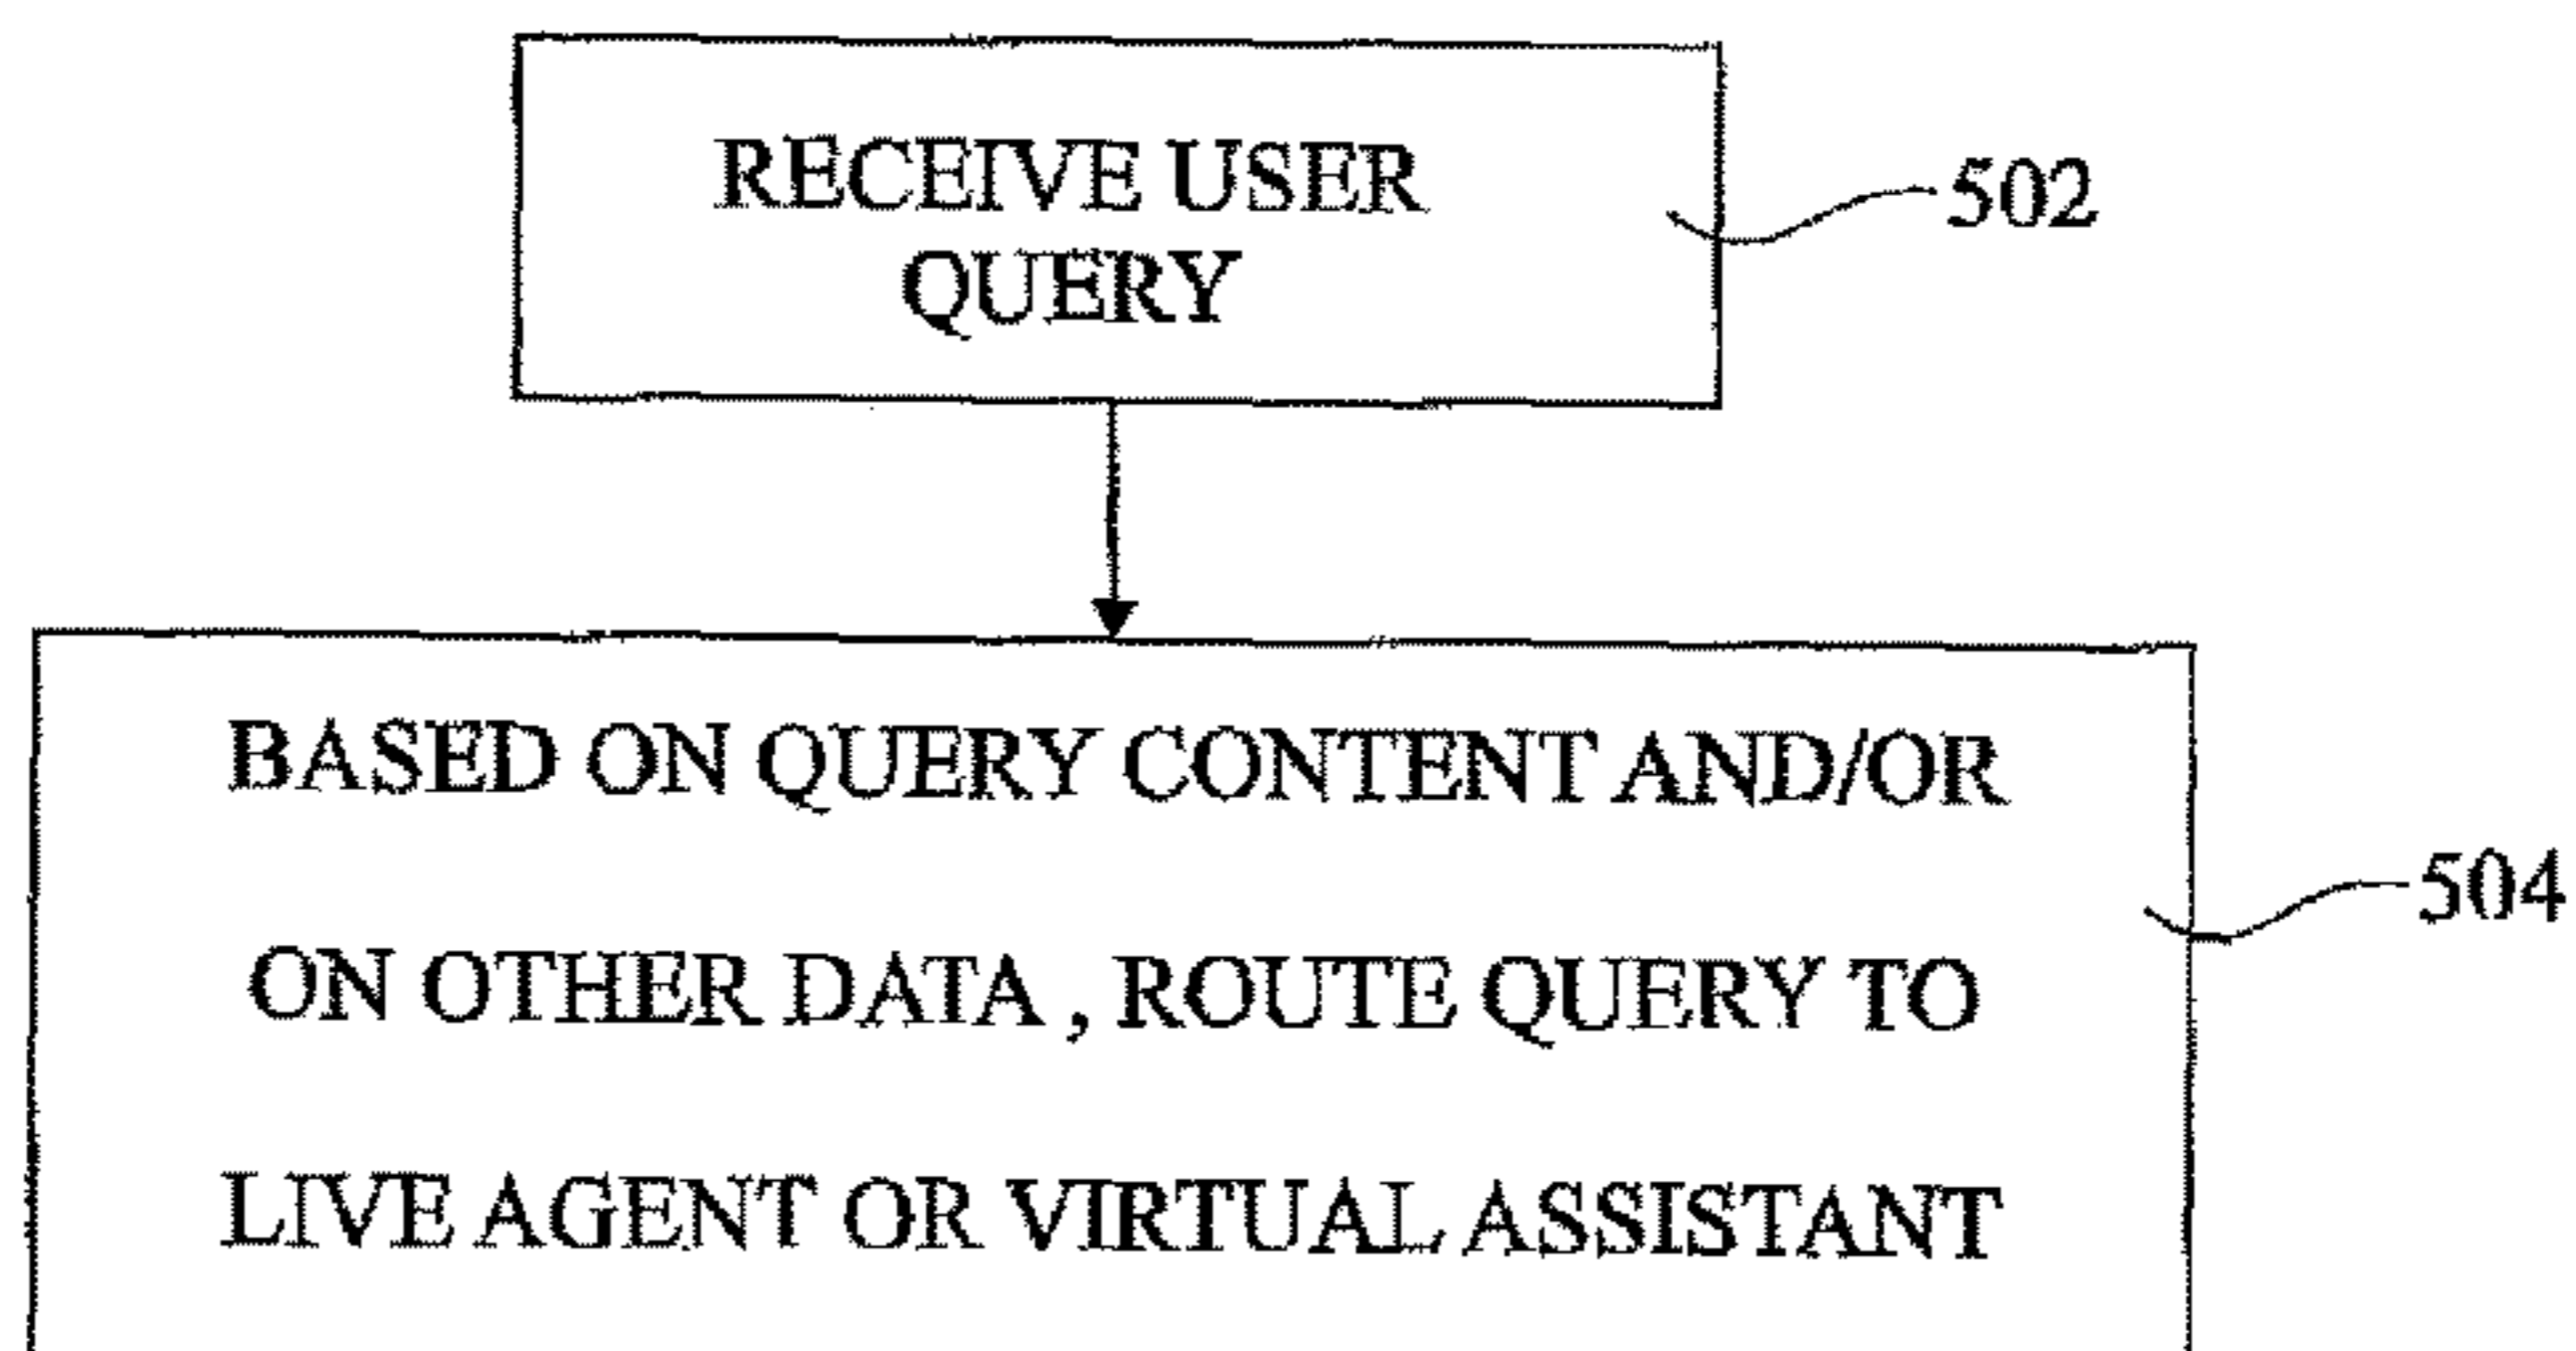 RECEIVE USER
QUERY
502
BASED ON QUERY CONTENT AND/OR
504
ON OTHER DATA , ROUTE QUERY TO
LIVE AGENT OR VIRTUAL ASSISTANT